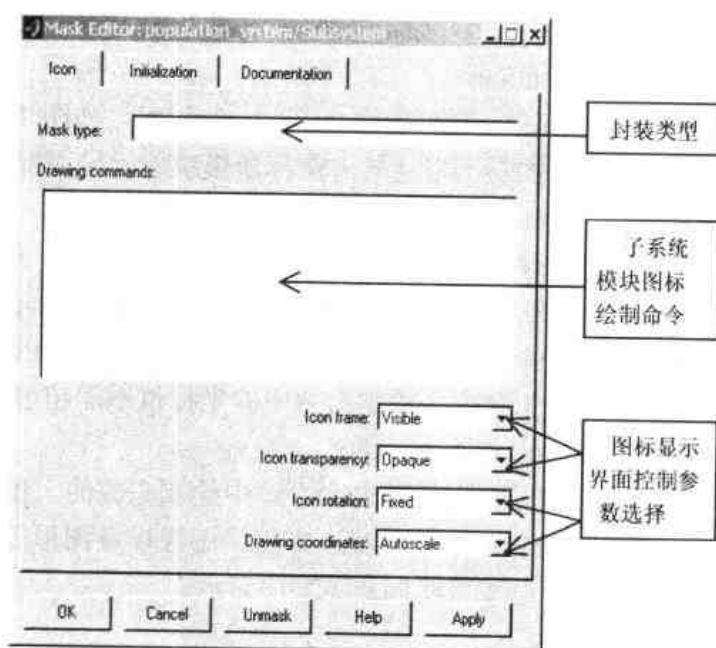 Mask Editor: population_system/Subsystem
Icon
Initialization
Documentation
Mask type:
封装类型
Drawing commands:
子系统
模块图标
绘制命令
Icon frame: Visible
Icon transparency: Opaque
图标显示
界面控制参
数选择
Icon rotation: Fixed
Drawing coordinates: Autoscale
OK
Cancel
Unmask
Help
Apply